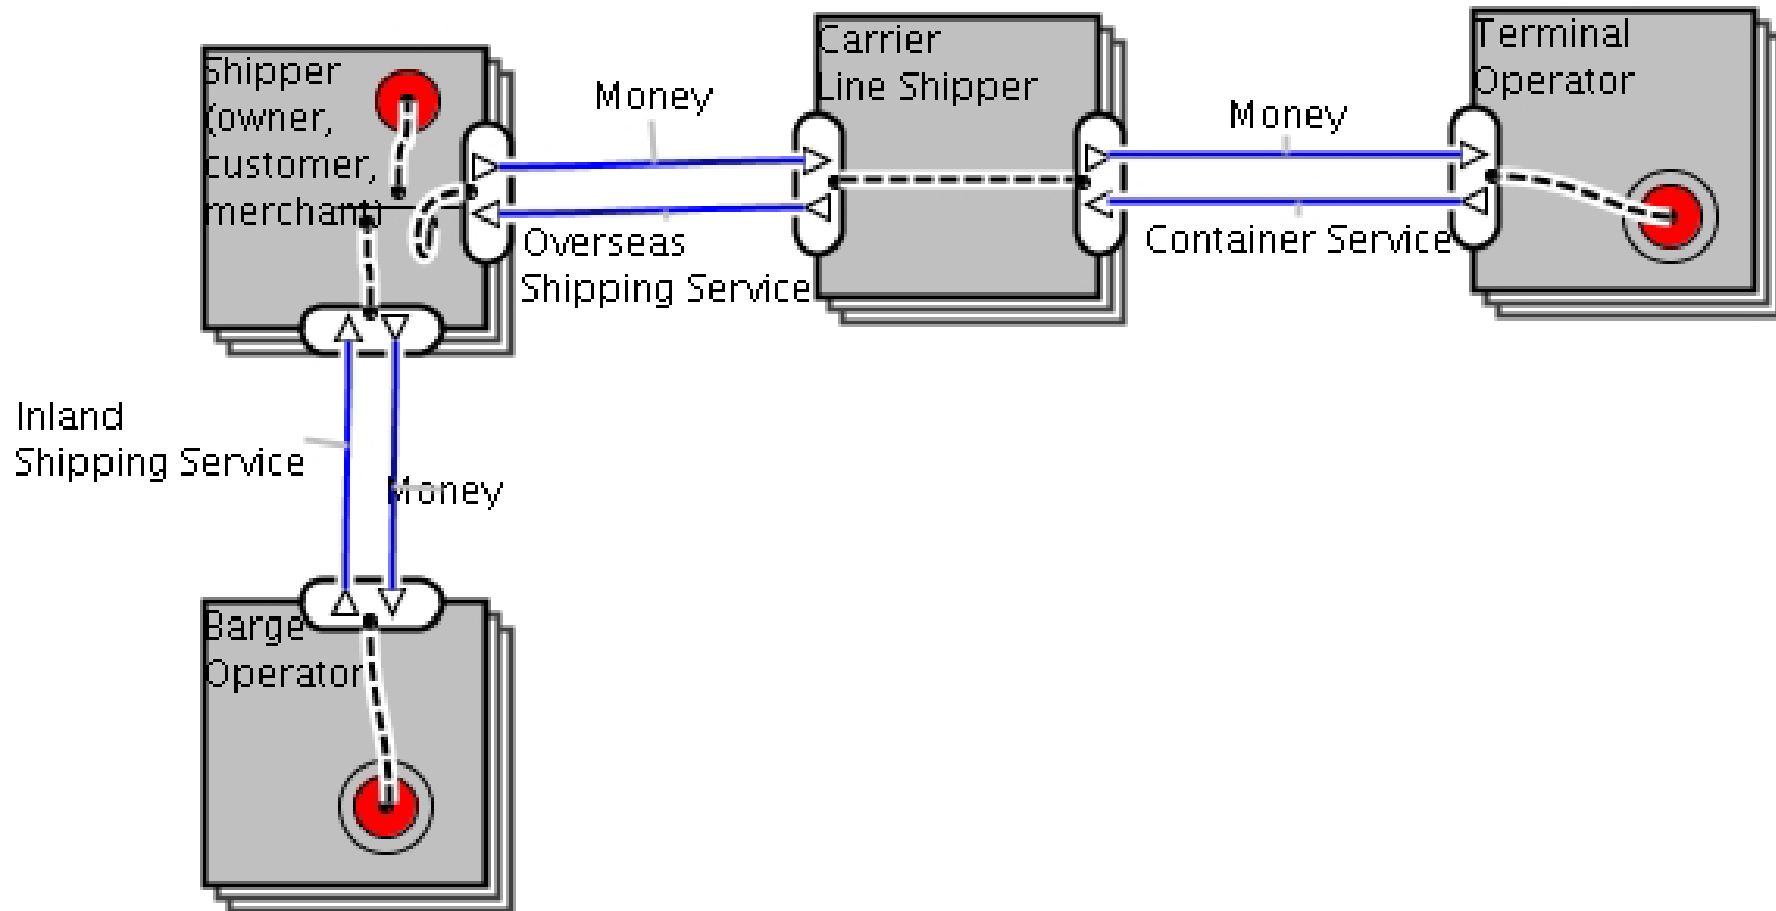 Shipper
(owner,
customer,
merchant)
Money
Overseas
Shipping Service
Carrier
Line Shipper
Money
Container Service
Terminal
Operator
Inland
Shipping Service
Money
Barge
Operator